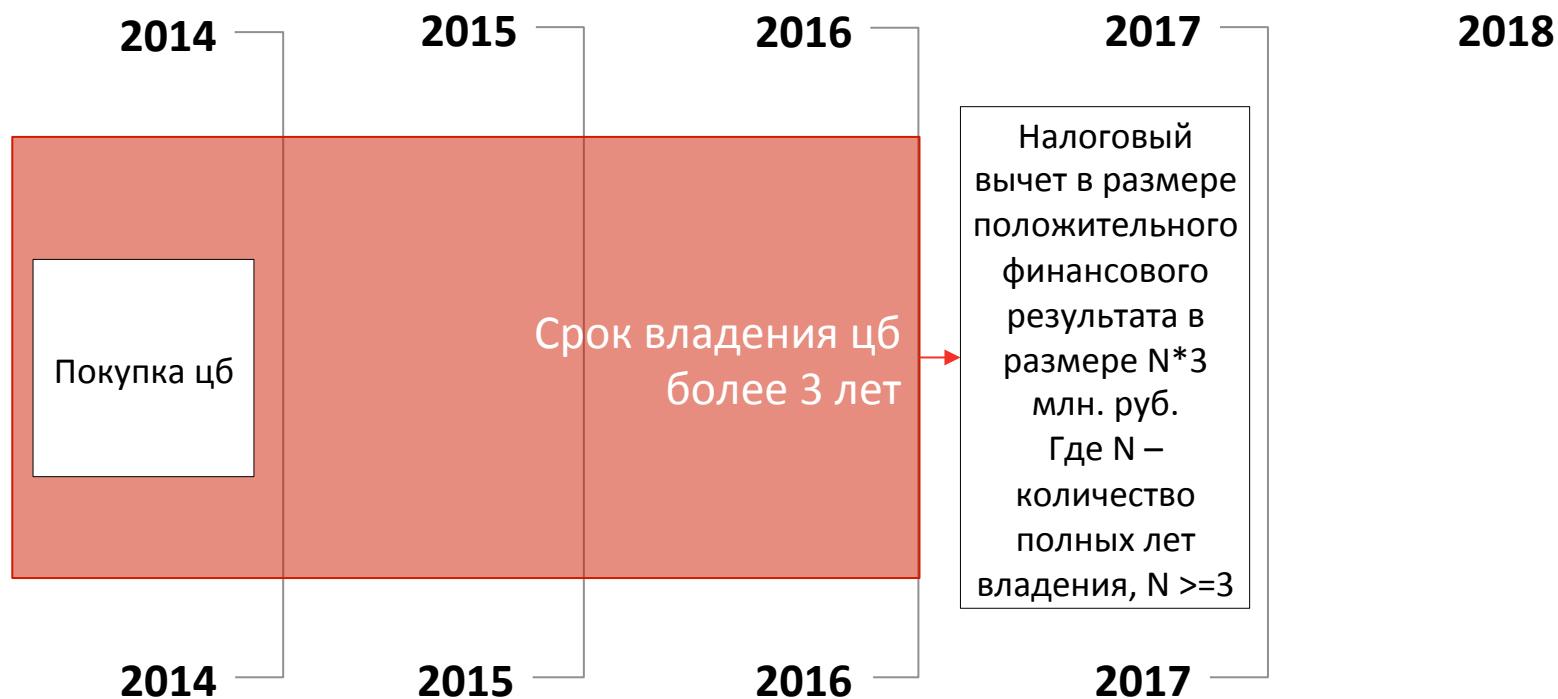 2014
2015
2016
2017
2018
Покупка цб
Срок владения цб
более 3 лет
Налоговый
вычет в размере
положительного
финансового
результата в
размере N*3
млн. руб.
Где N –
количество
полных лет
владения, N >=3
2014
2015
2016
2017